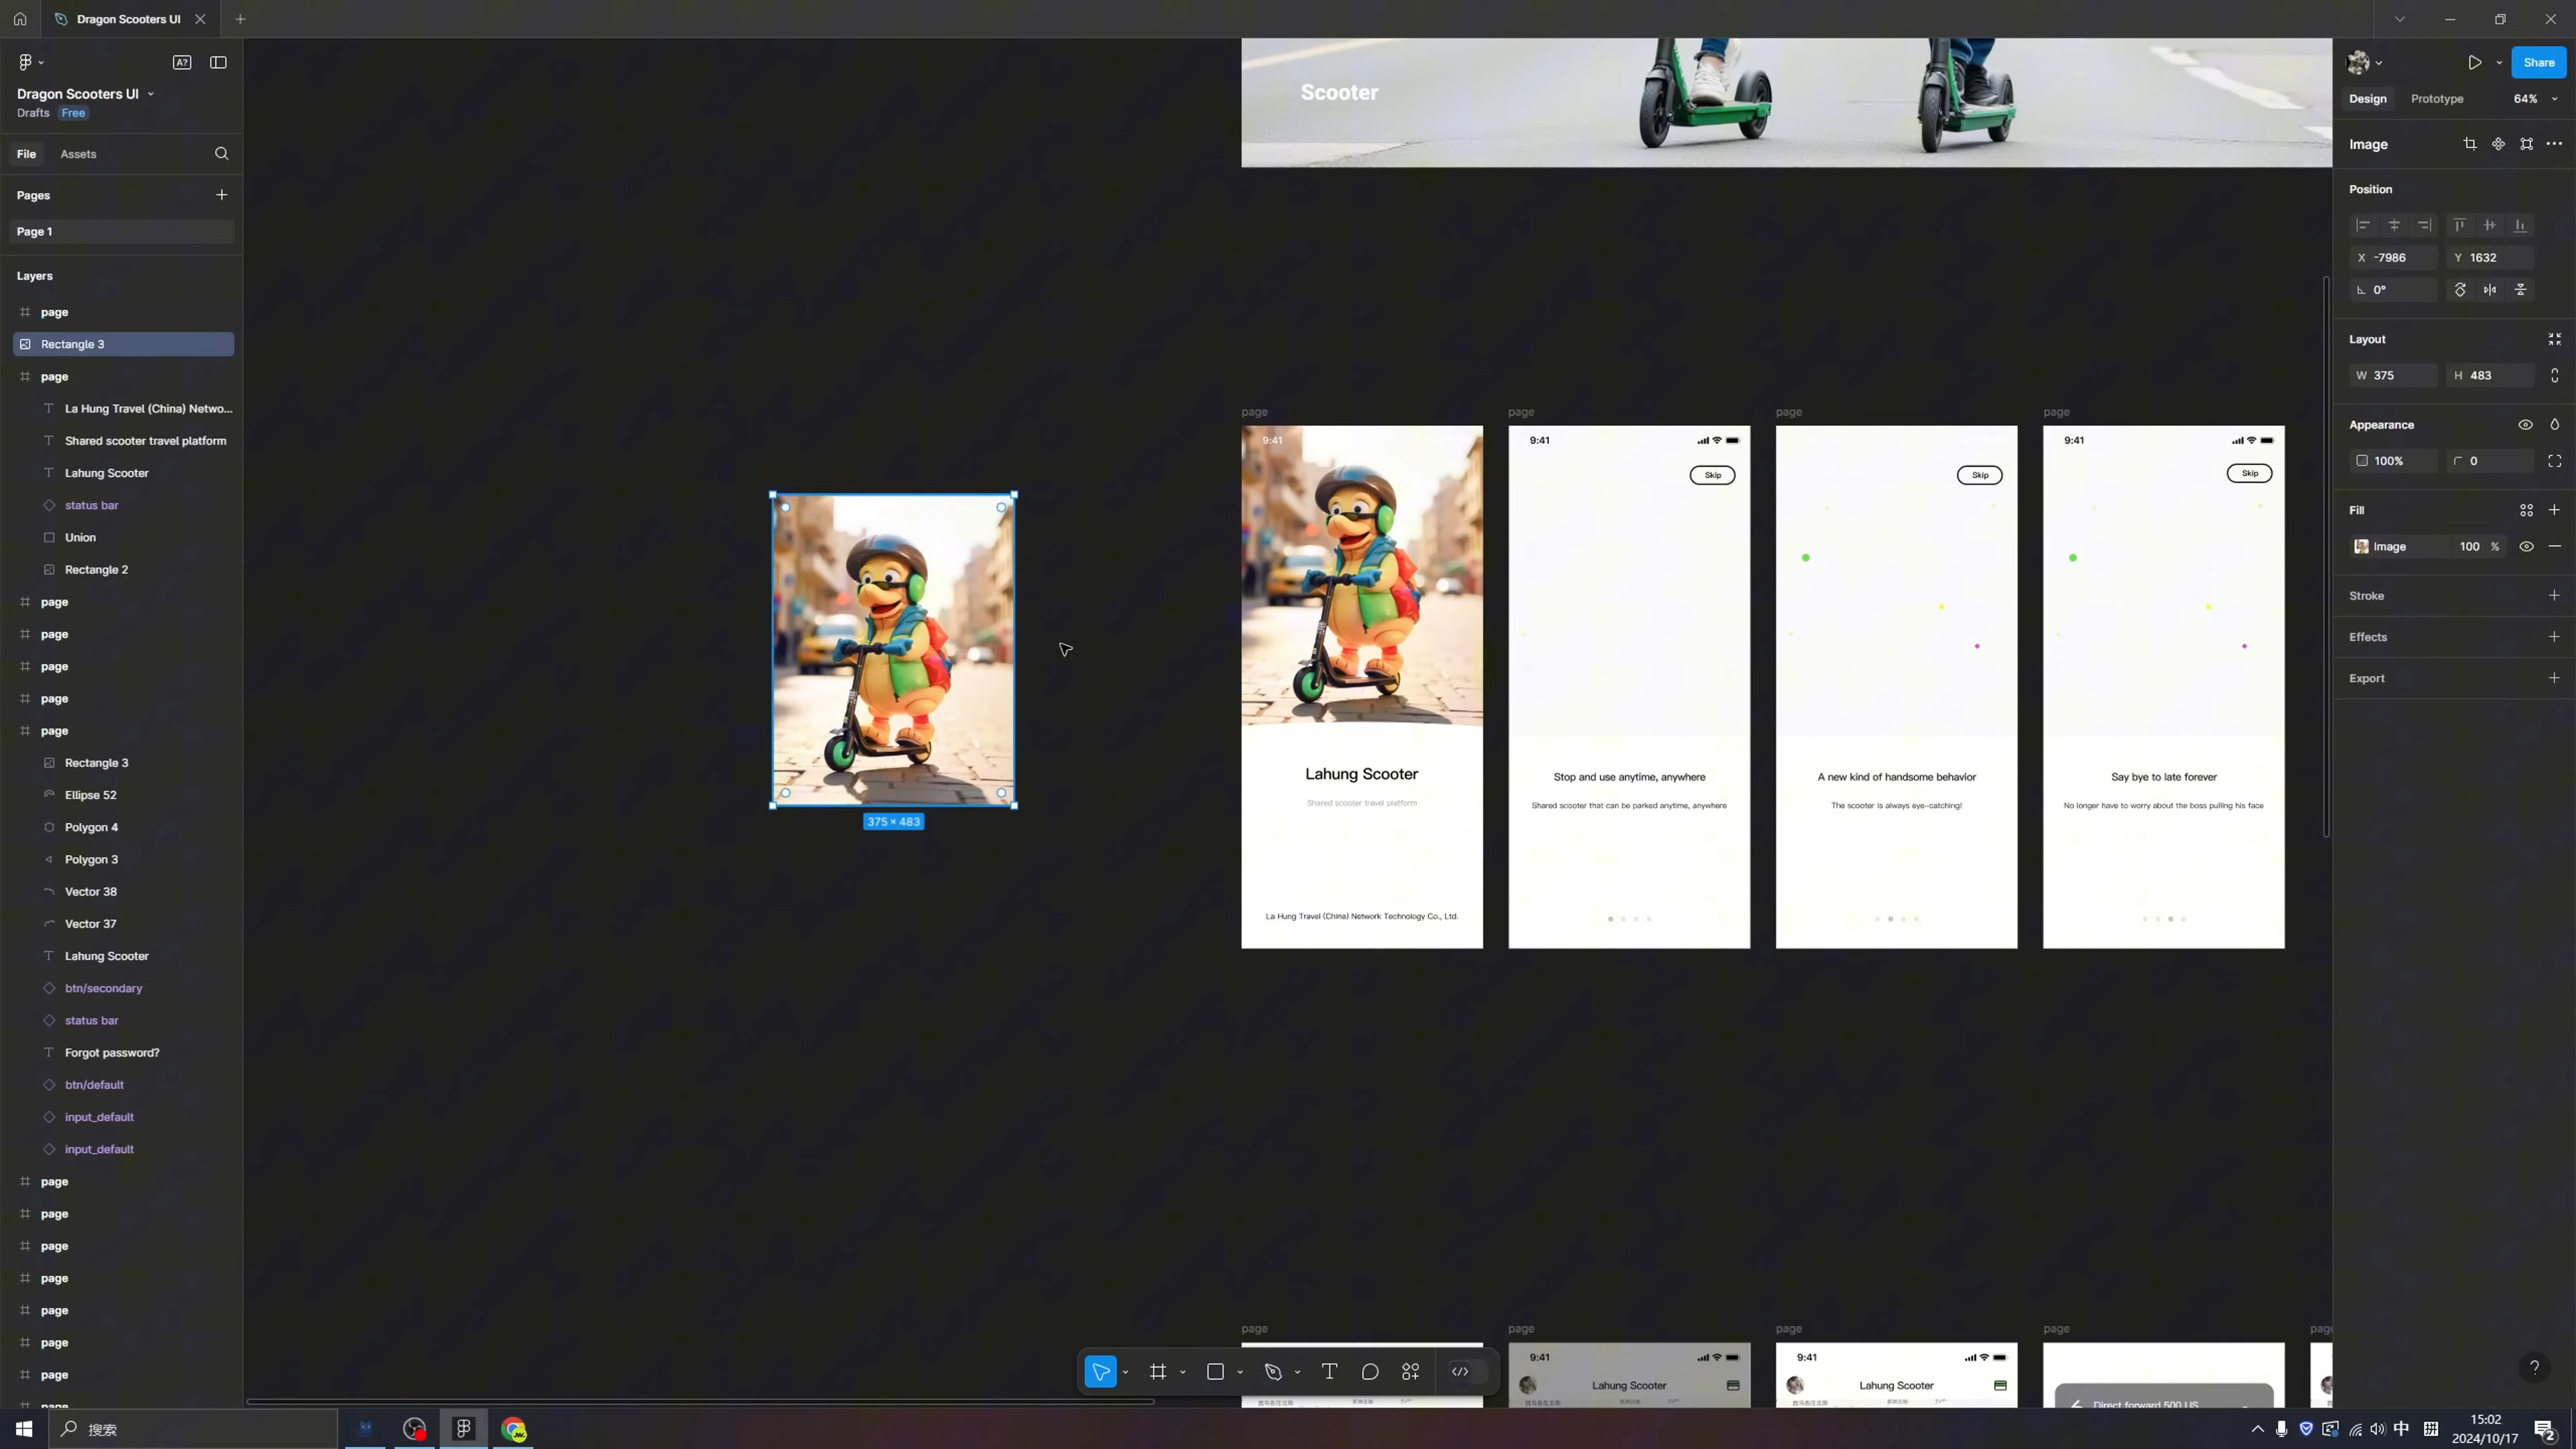 Dragon Scooters UI
Dragon Scooters UI
Drafts Free
File Assets
Pages
Page 1
Layers
page
Rectangle 3
page
La Hung Travel (China) Netwo...
Shared scooter travel platform
Lahung Scooter
status bar
Union
Rectangle 2
page
page
page
page
page
Rectangle 3
Ellipse 52
Polygon 4
Polygon 3
Vector 38
Vector 37
Lahung Scooter
btn/secondary
status bar
Forgot password?
btn/default
input_default
input_default
page
page
page
page
page
page
page
page
Scooter
375 × 483
page page page page
9:41 9:41 9:41
Skip Skip Skip
Lahung Scooter
Shared scooter travel platform
La Hung Travel (China) Network Technology Co., Ltd.
Stop and use anytime, anywhere
Shared scooter that can be parked anytime, anywhere
A new kind of handsome behavior
The scooter is always eye-catching!
Say bye to late forever
No longer have to worry about the boss pulling his face
page page page page page
9:41 9:41
Lahung Scooter Lahung Scooter
Direct forward 500 US
Share
Design Prototype 64%
Image
Position
X -7986 Y 1632
0°
Layout
W 375 H 483
Appearance
100% 0
Fill
Image 100 %
Stroke
Effects
Export
?
搜索
中 拼
15:02
2024/10/17
2